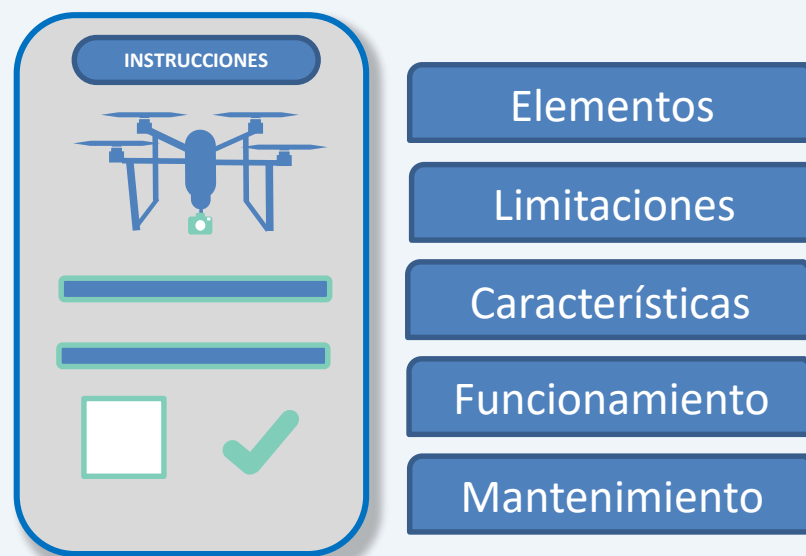 INSTRUCCIONES
Elementos
Limitaciones
Características
Funcionamiento
Mantenimiento